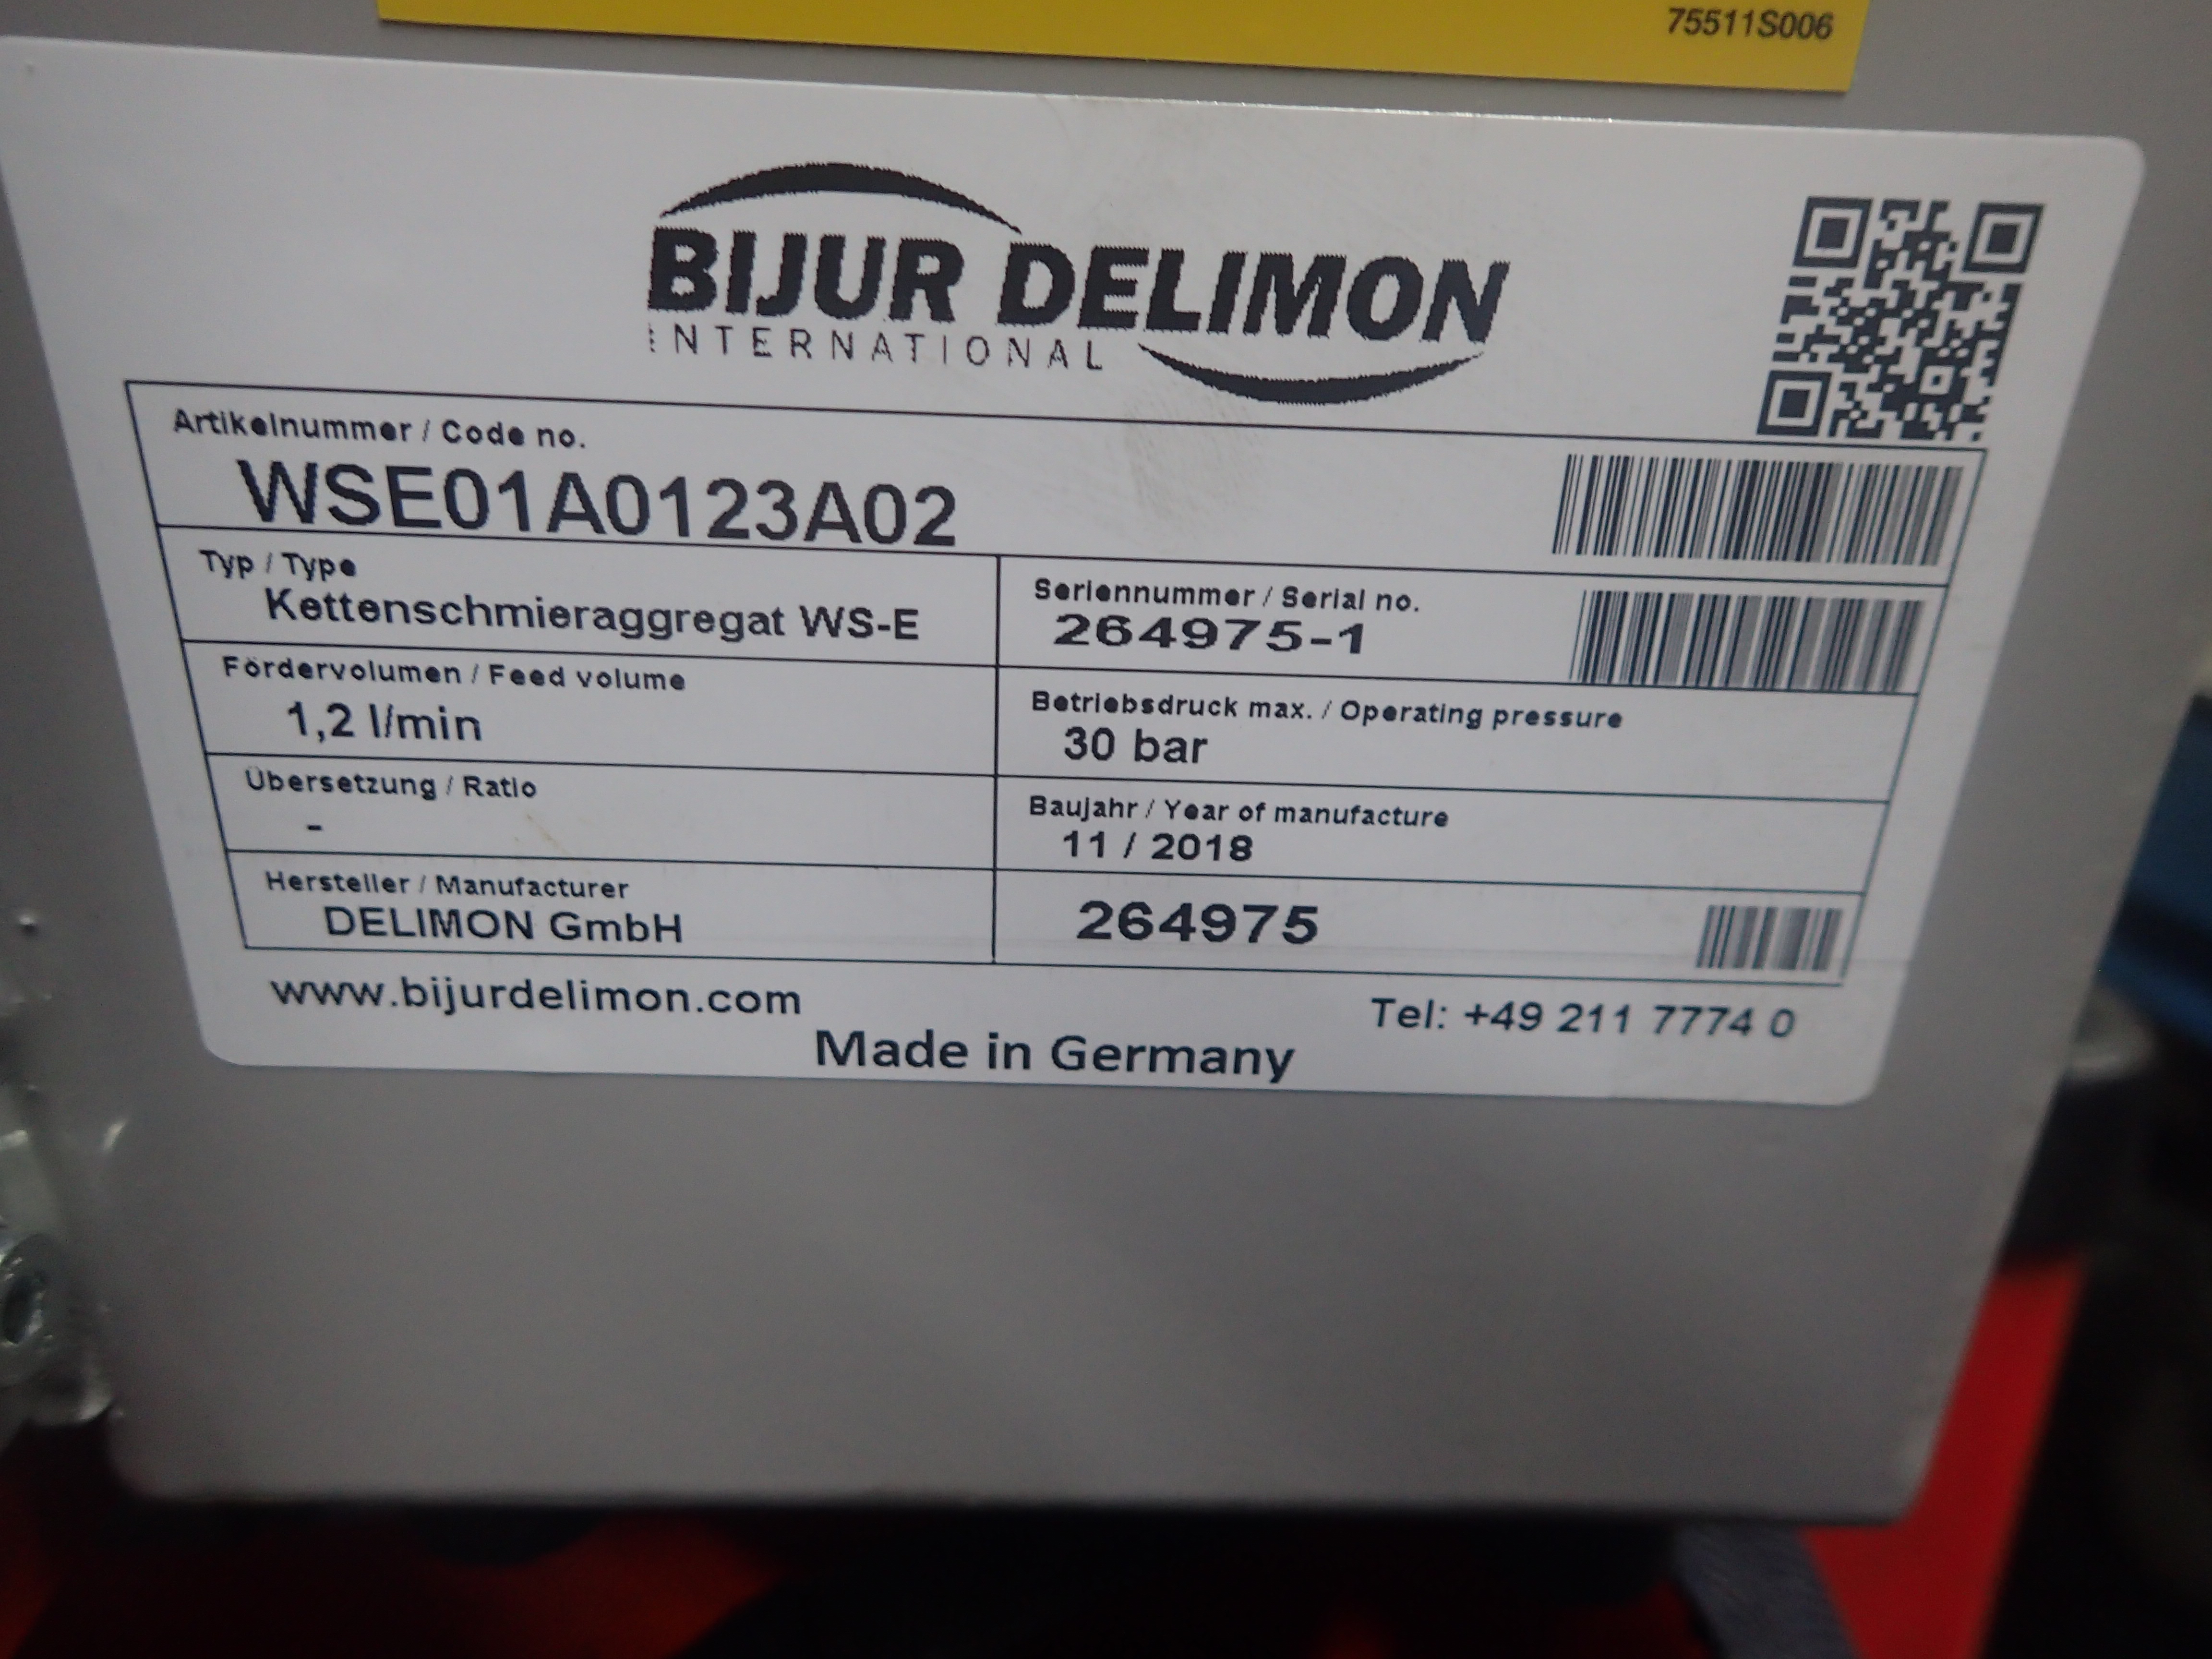 75511S006
BIJUR DELIMON
INTERNATIONAL
Artikelnummer / Code no.
WSE01A0123A02
Typ / Type
Kettenschmieraggregat WS-E
Seriennummer / Serial no.
264975-1
Fördervolumen / Feed volume
1,2 l/min
Betriebsdruck max. / Operating pressure
30 bar
Übersetzung / Ratio
-
Baujahr / Year of manufacture
11 / 2018
Hersteller / Manufacturer
DELIMON GmbH
264975
www.bijurdelimon.com
Tel: +49 211 7774 0
Made in Germany